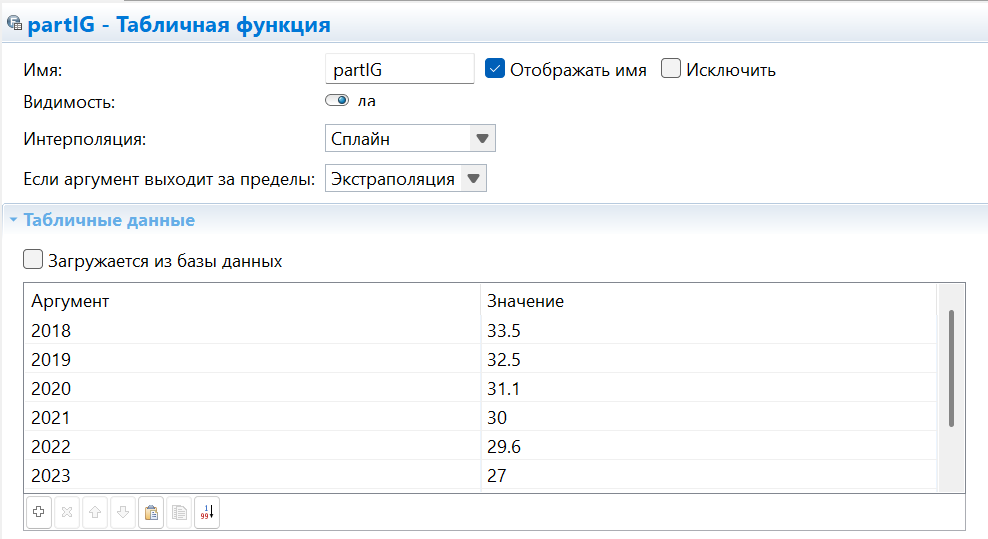 partIG - Табличная функция
Имя: partIG Отображать имя Исключить
Видимость: да
Интерполяция: Сплайн
Если аргумент выходит за пределы: Экстраполяция
Табличные данные
Загружается из базы данных
Аргумент Значение
2018 33.5
2019 32.5
2020 31.1
2021 30
2022 29.6
2023 27